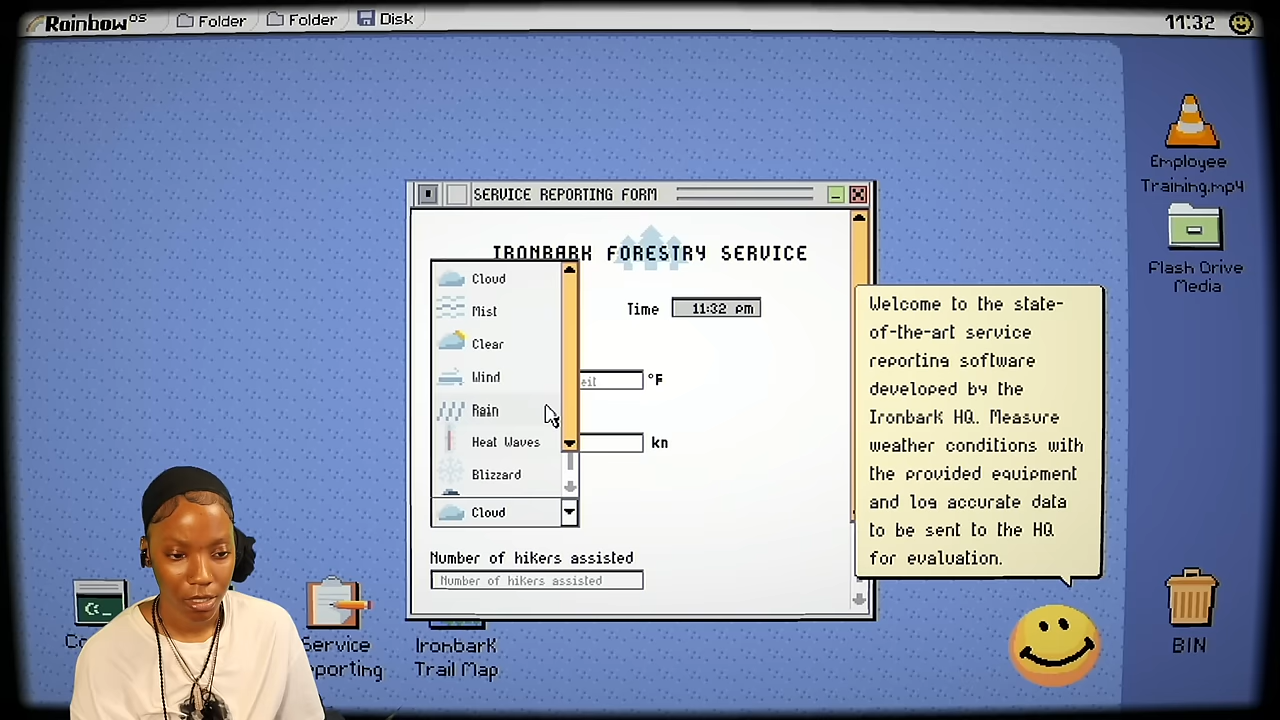 RainbowOS
Folder
Folder
Disk
11:32
Employee
Training.mp4
Flash Drive
Media
SERVICE REPORTING FORM
IRONBARK FORESTRY SERVICE
Time
11:32 pm
Cloud
Mist
Clear
Wind
Rain
Heat Waves
Blizzard
Cloud
°F
kn
Number of hikers assisted
Number of hikers assisted
Welcome to the state-
of-the-art service
reporting software
developed by the
Ironbark HQ. Measure
weather conditions with
the provided equipment
and log accurate data
to be sent to the HQ
for evaluation.
Service
Ironbark
Trail Map
BIN